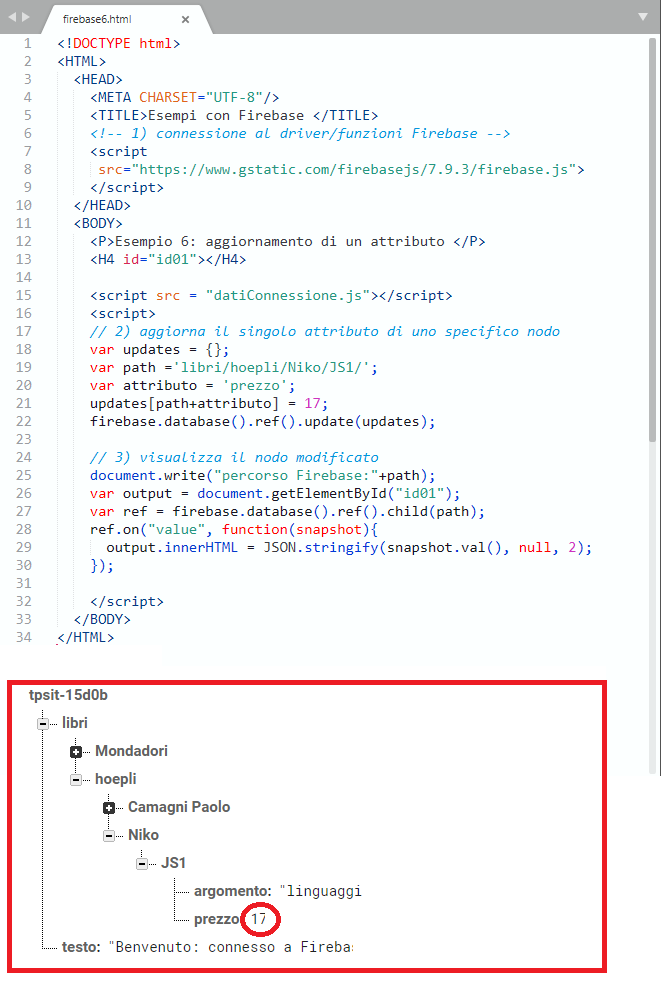 firebase6.html ×
1 <!DOCTYPE html>
2 <HTML>
3 <HEAD>
4 <META CHARSET="UTF-8"/>
5 <TITLE>Esempi con Firebase </TITLE>
6 <!-- 1) connessione al driver/funzioni Firebase -->
7 <script
8 src="https://www.gstatic.com/firebasejs/7.9.3/firebase.js">
9 </script>
10 </HEAD>
11 <BODY>
12 <P>Esempio 6: aggiornamento di un attributo </P>
13 <H4 id="id01"></H4>
14
15 <script src = "datiConnessione.js"></script>
16 <script>
17 // 2) aggiorna il singolo attributo di uno specifico nodo
18 var updates = {};
19 var path ='libri/hoepli/Niko/JS1/';
20 var attributo = 'prezzo';
21 updates[path+attributo] = 17;
22 firebase.database().ref().update(updates);
23
24 // 3) visualizza il nodo modificato
25 document.write("percorso Firebase:"+path);
26 var output = document.getElementById("id01");
27 var ref = firebase.database().ref().child(path);
28 ref.on("value", function(snapshot){
29 output.innerHTML = JSON.stringify(snapshot.val(), null, 2);
30 });
31
32 </script>
33 </BODY>
34 </HTML>
tpsit-15d0b
libri
Mondadori
hoepli
Camagni Paolo
Niko
JS1
argomento: "linguaggi
prezzo 17
testo: "Benvenuto: connesso a Fireba